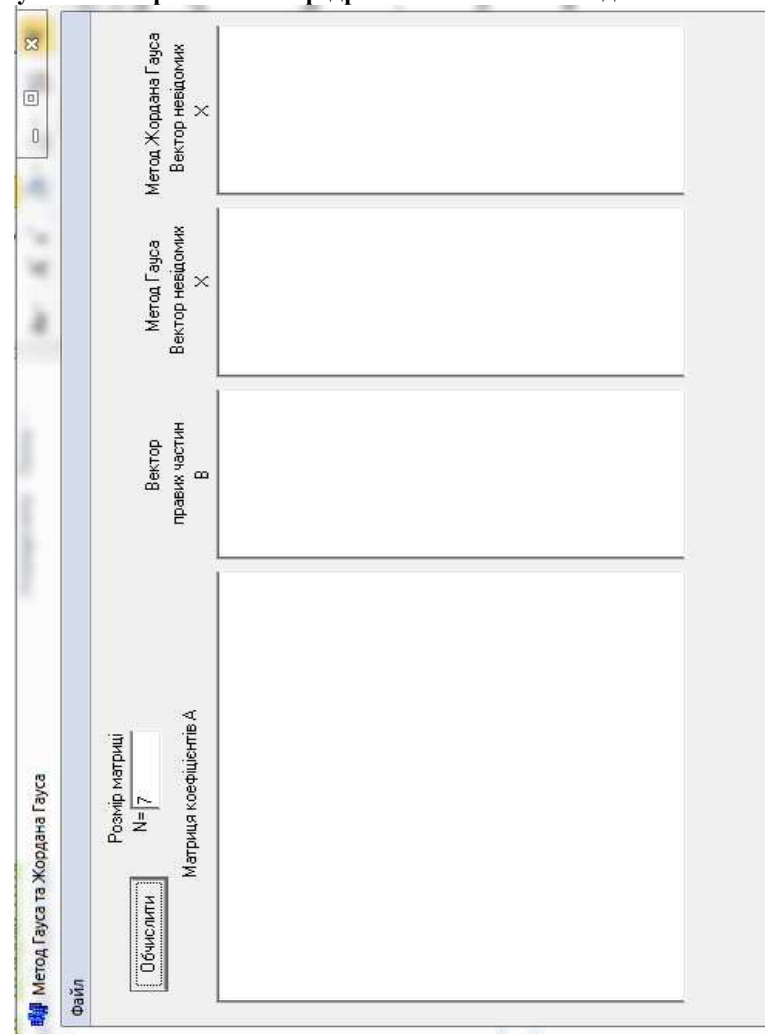 Метод Гауса та Жордана Гауса
Файл
Обчислити
Розмір матриці
N= 7
Матриця коефіцієнтів А
Вектор
правих частин
В
Метод Гауса
Вектор невідомих
Х
Метод Жордана Гауса
Вектор невідомих
Х